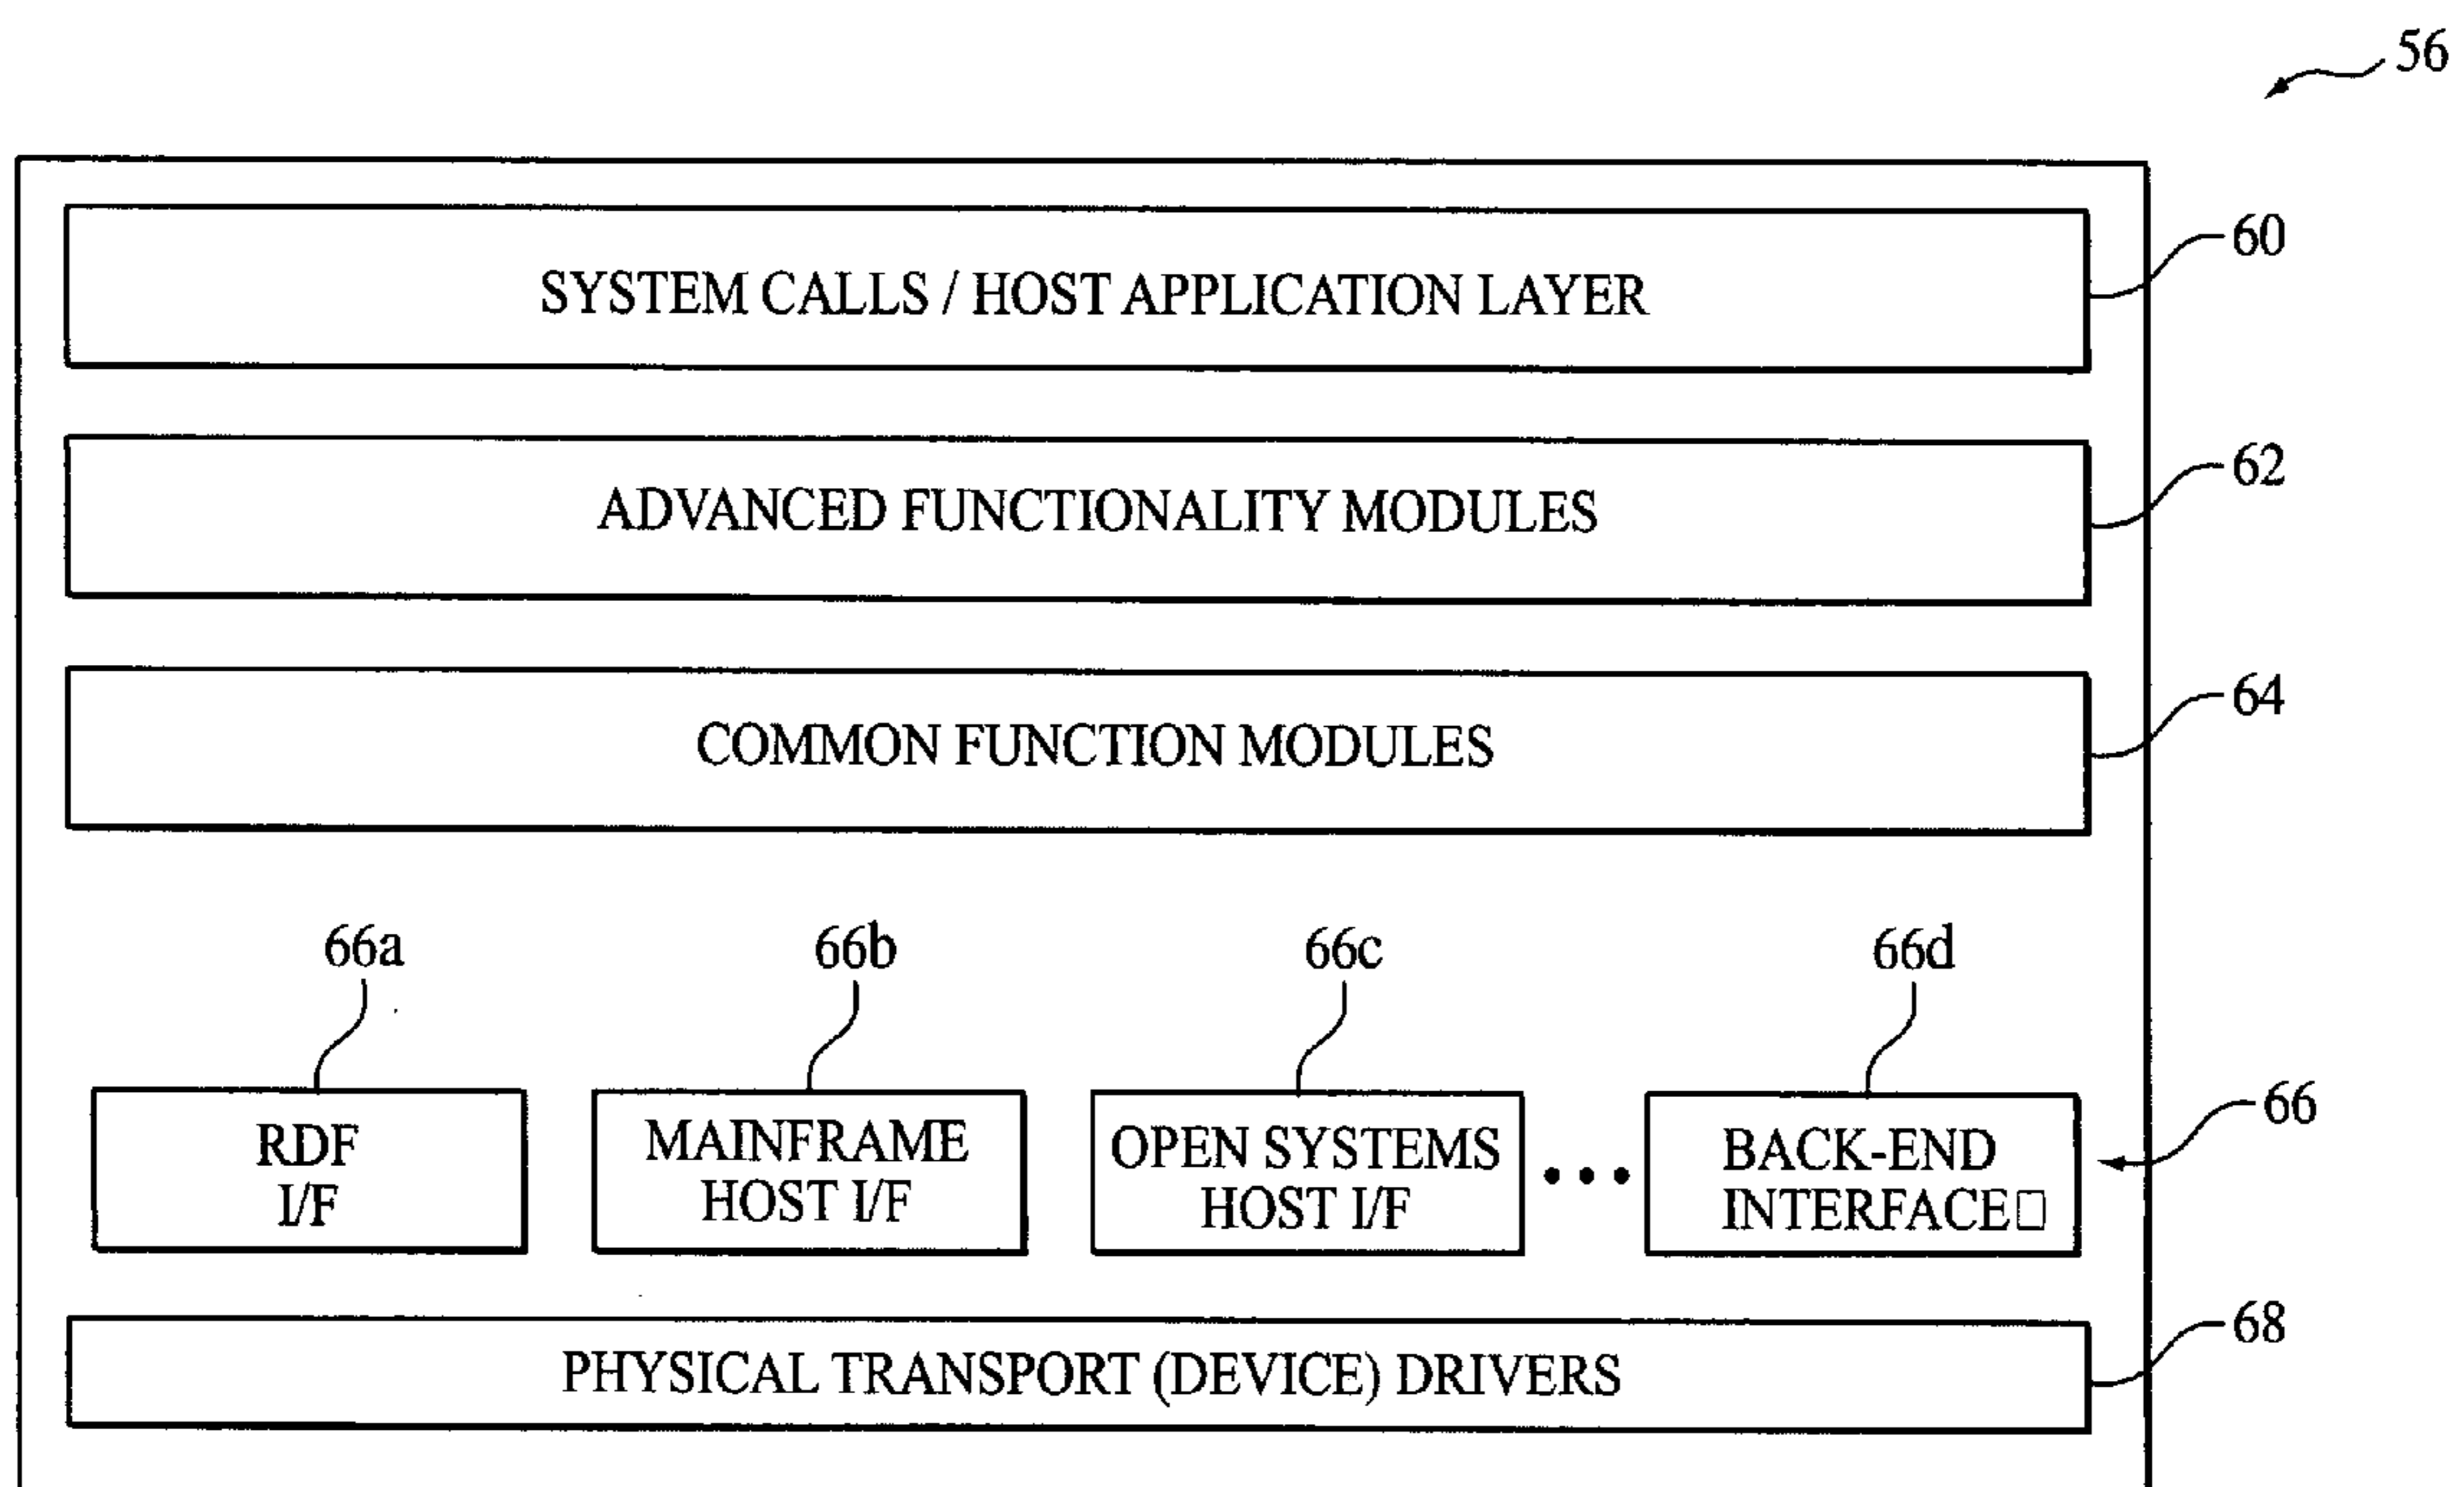 56
SYSTEM CALLS / HOST APPLICATION LAYER
60
ADVANCED FUNCTIONALITY MODULES
62
COMMON FUNCTION MODULES
64
66a
66b
66c
66d
RDF
I/F
MAINFRAME
HOST I/F
OPEN SYSTEMS
HOST I/F
•••
BACK-END
INTERFACE□
66
PHYSICAL TRANSPORT (DEVICE) DRIVERS
68